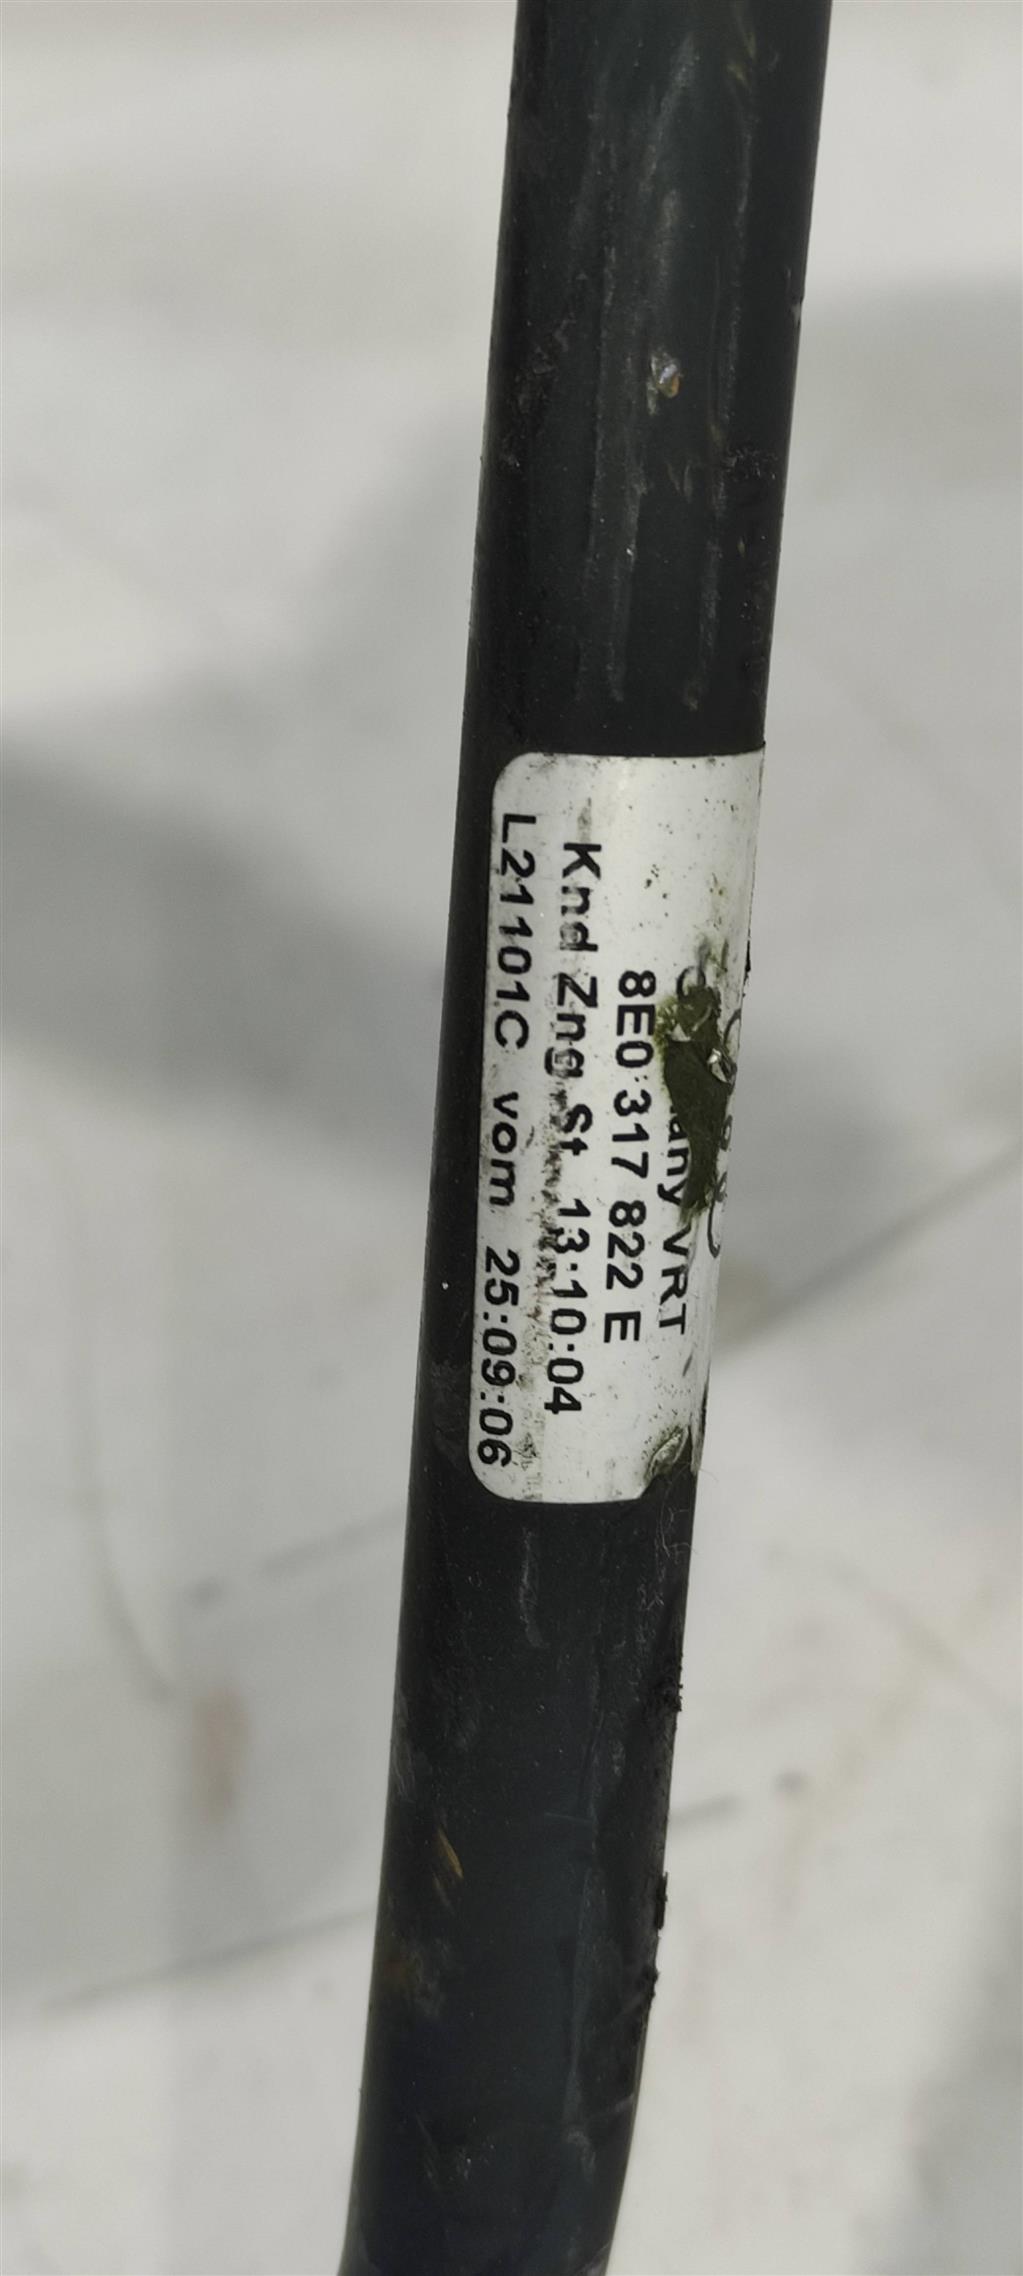 VRT
8E0 317 822 E
Knd Zng St 13:10:04
L21101C vom 25:09:06